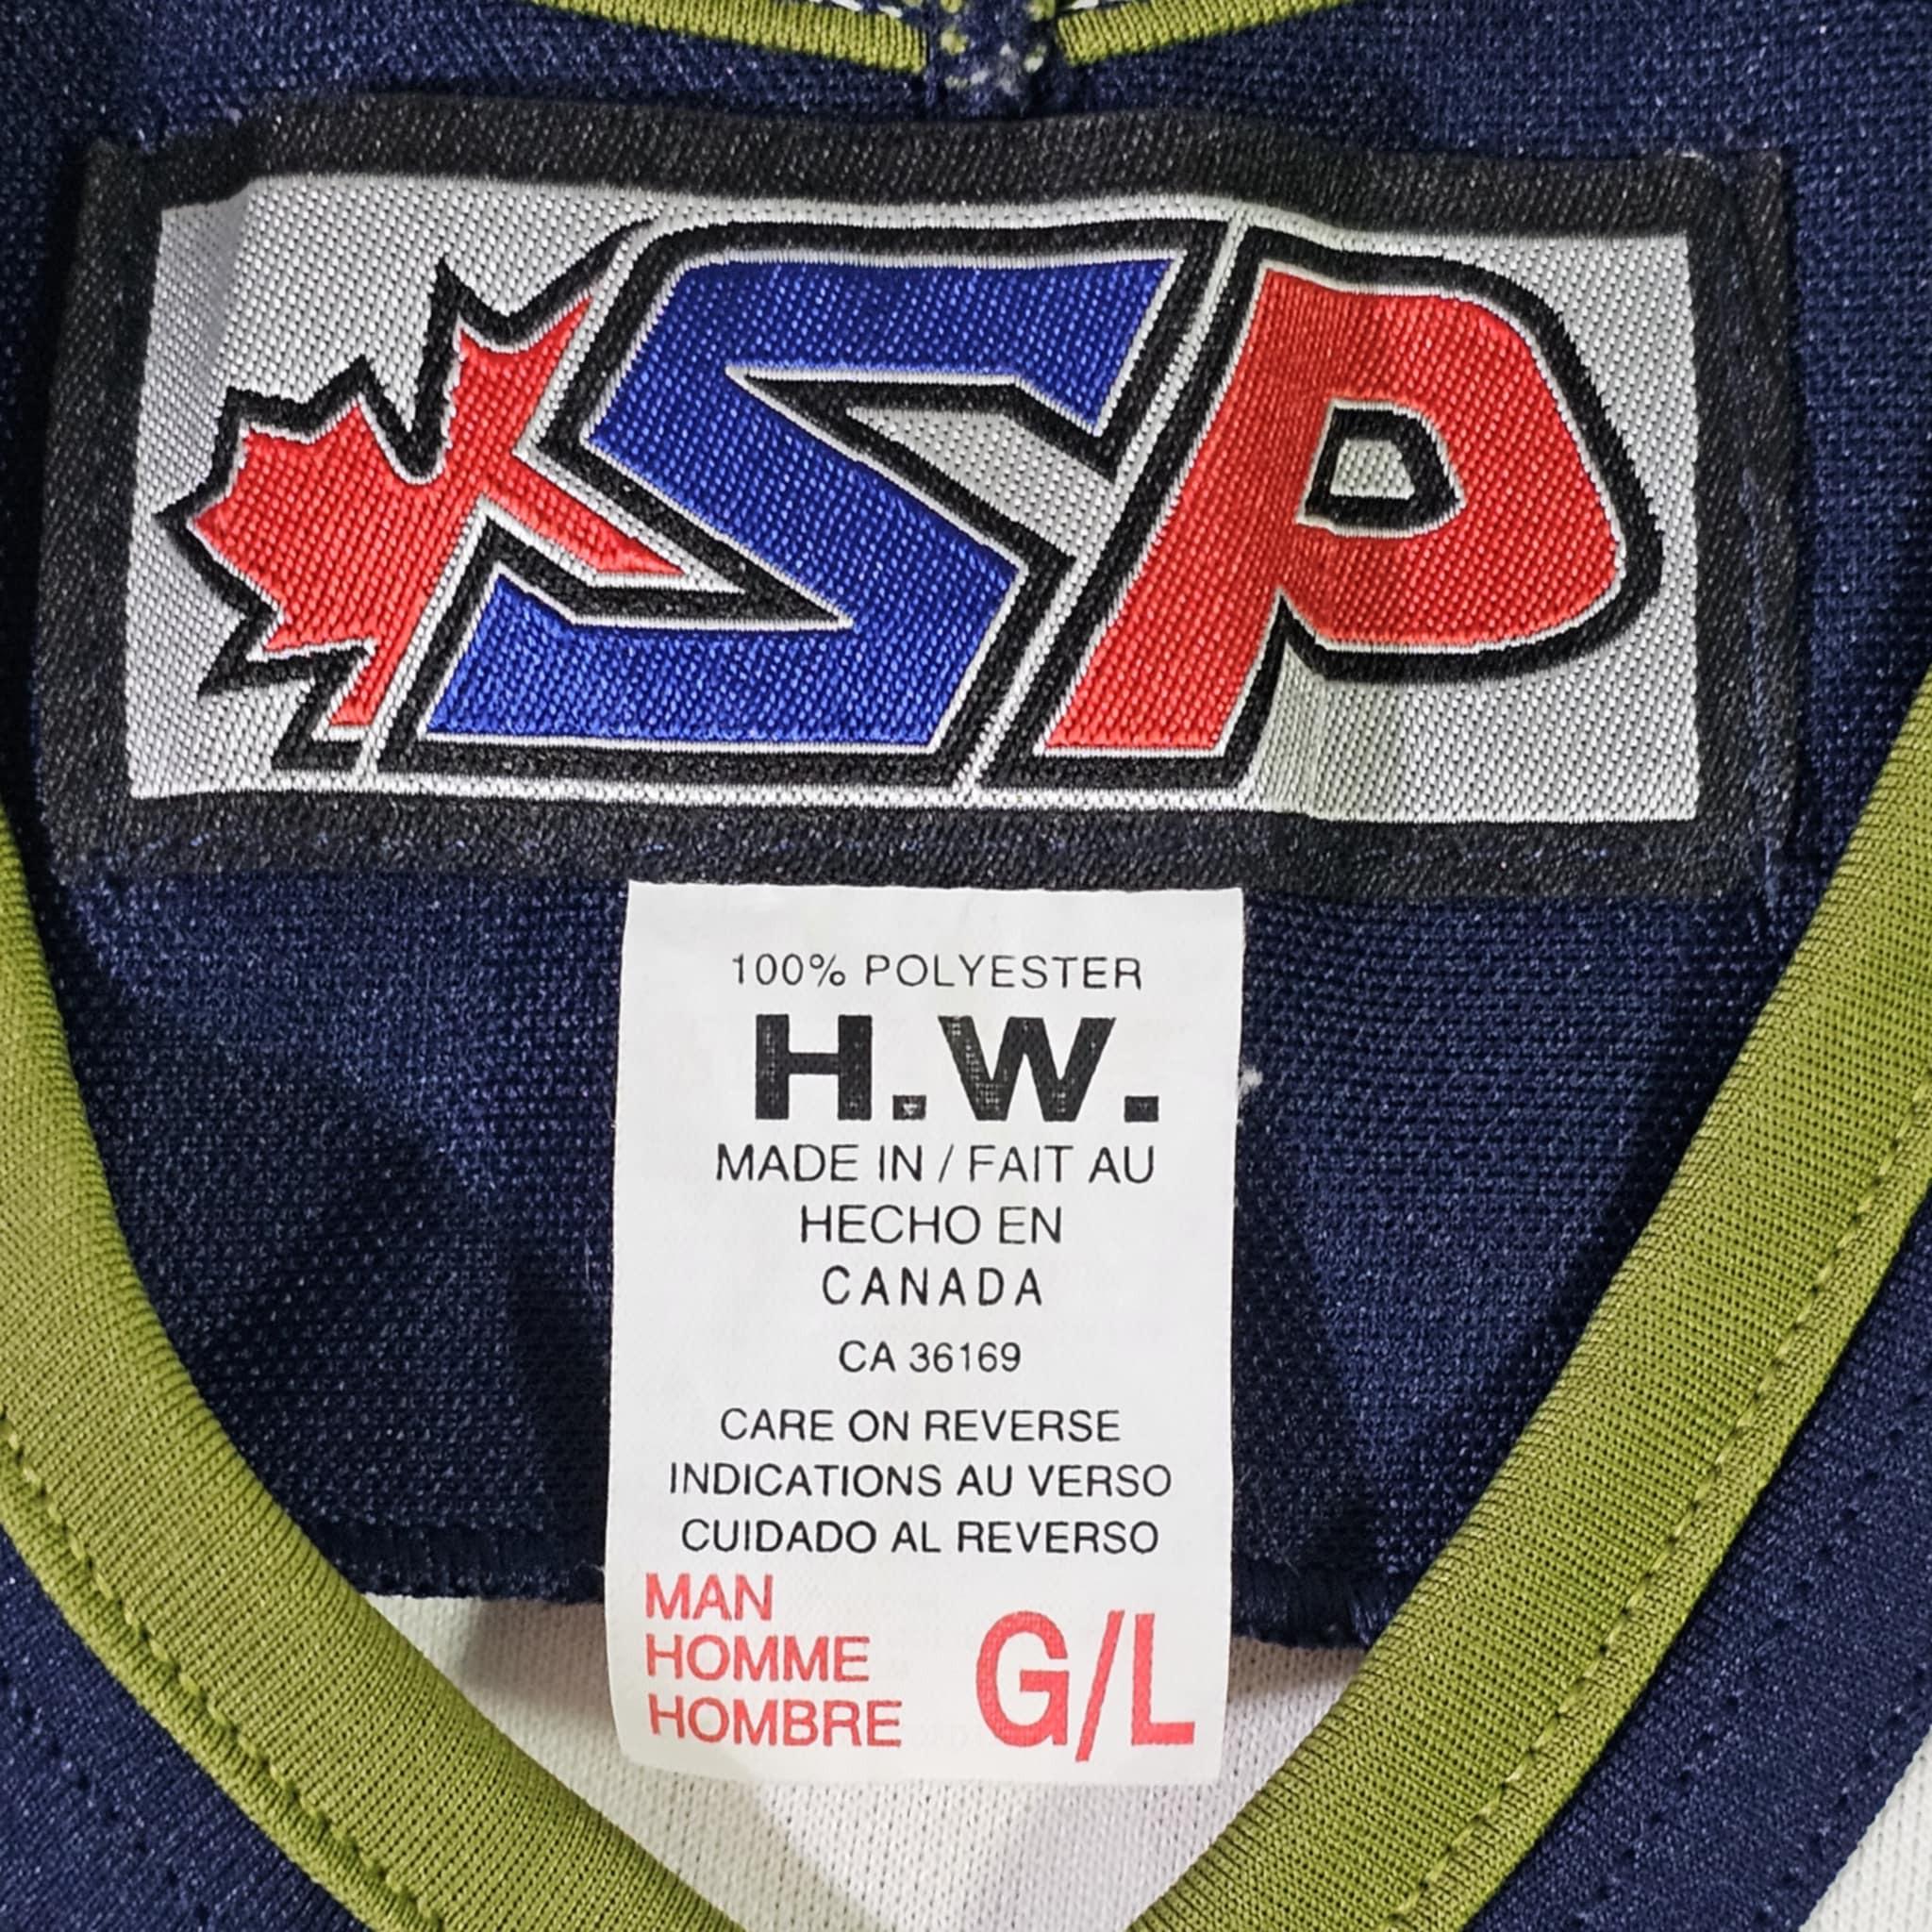 SP
100% POLYESTER
H.W.
MADE IN / FAIT AU
HECHO EN
CANADA
CA 36169
CARE ON REVERSE
INDICATIONS AU VERSO
CUIDADO AL REVERSO
MAN
HOMME
HOMBRE
G/L